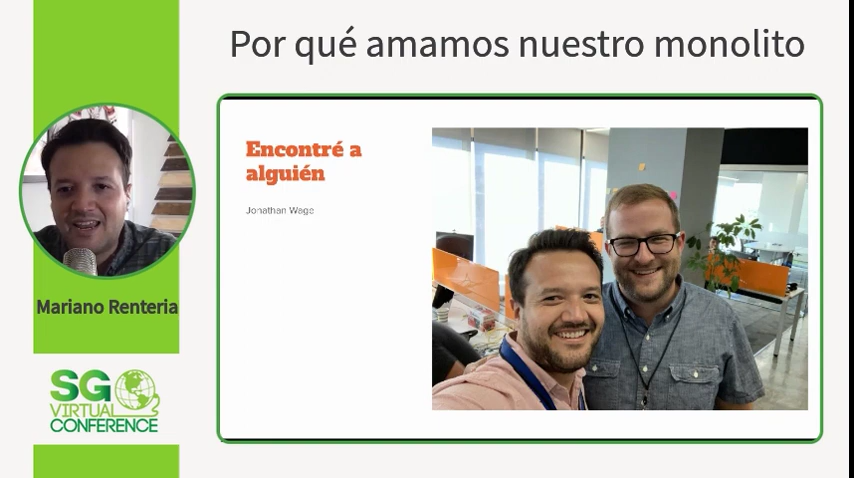 Por qué amamos nuestro monolito
Encontré a
alguién
Jonathan Wage
Mariano Renteria
SG
VIRTUAL
CONFERENCE